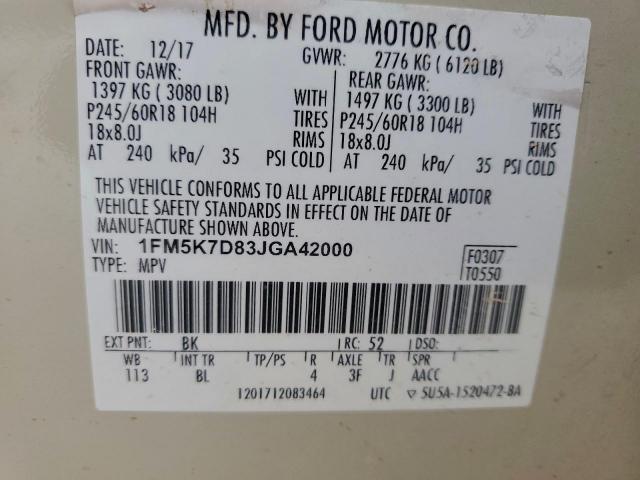 MFD. BY FORD MOTOR CO.
DATE: 12/17 GVWR: 2776 KG ( 6120 LB)
FRONT GAWR: REAR GAWR:
1397 KG ( 3080 LB) WITH 1497 KG ( 3300 LB) WITH
P245/60R18 104H TIRES P245/60R18 104H TIRES
18x8.0J RIMS 18x8.0J RIMS
AT 240 kPa/ 35 PSI COLD AT 240 kPa/ 35 PSI COLD
THIS VEHICLE CONFORMS TO ALL APPLICABLE FEDERAL MOTOR
VEHICLE SAFETY STANDARDS IN EFFECT ON THE DATE OF
MANUFACTURE SHOWN ABOVE.
VIN: 1FM5K7D83JGA42000 F0307
TYPE: MPV T0550
EXT PNT: BK RC: 52 DSO:
WB INT TR TP/PS R AXLE TR SPR
113 BL 4 3F J AACC
1201712083464 UTC ▽ 5U5A-1520472-BA